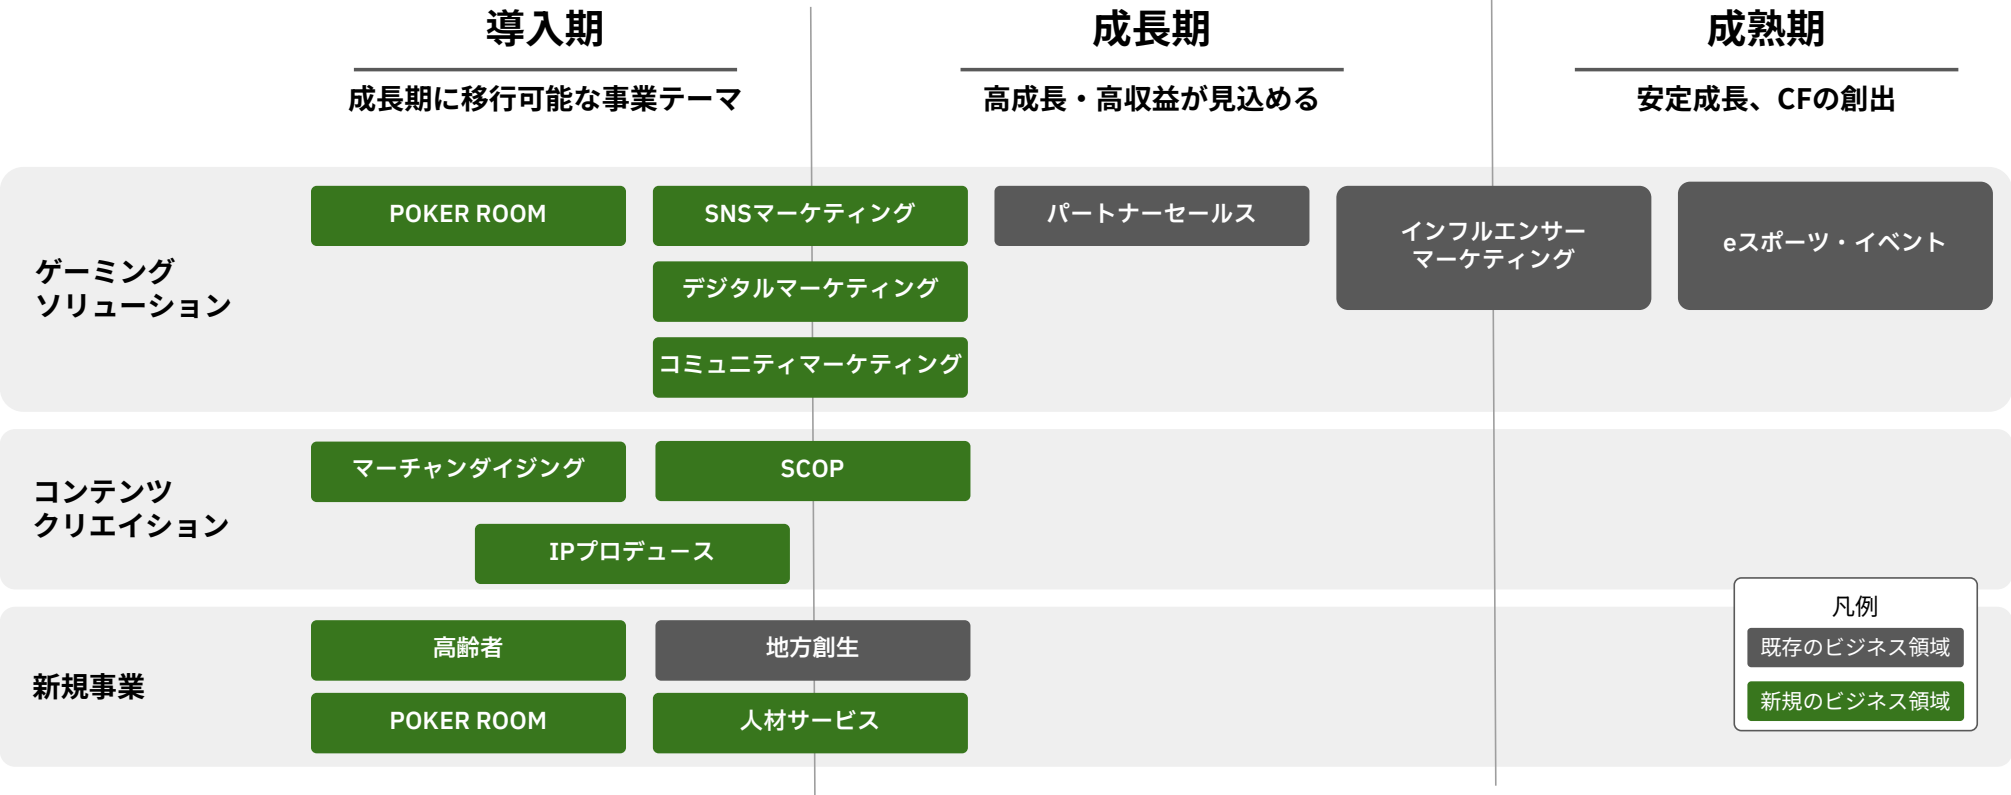 導入期
成長期に移行可能な事業テーマ
成長期
高成長・高収益が見込める
成熟期
安定成長、CFの創出
ゲーミング
ソリューション
POKER ROOM
SNSマーケティング
デジタルマーケティング
コミュニティマーケティング
パートナーセールス
インフルエンサー
マーケティング
eスポーツ・イベント
コンテンツ
クリエイション
マーチャンダイジング
SCOP
IPプロデュース
新規事業
高齢者
地方創生
POKER ROOM
人材サービス
凡例
既存のビジネス領域
新規のビジネス領域